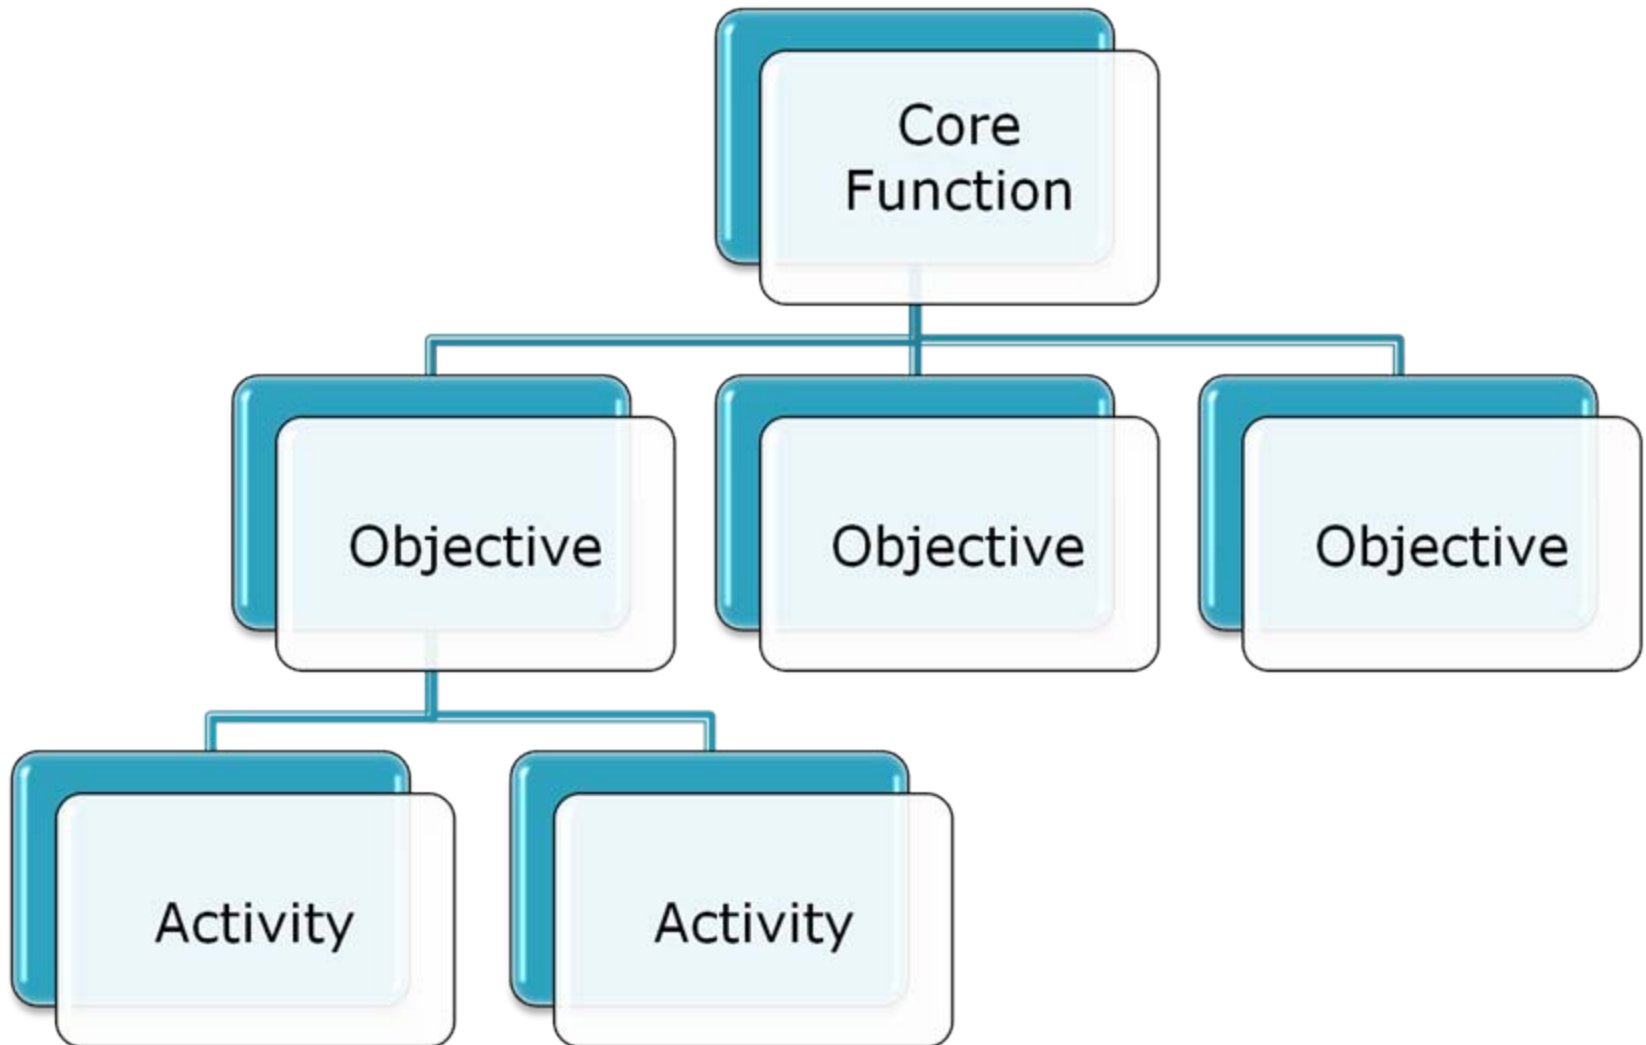 Core
Function
Objective
Objective
Objective
Activity
Activity